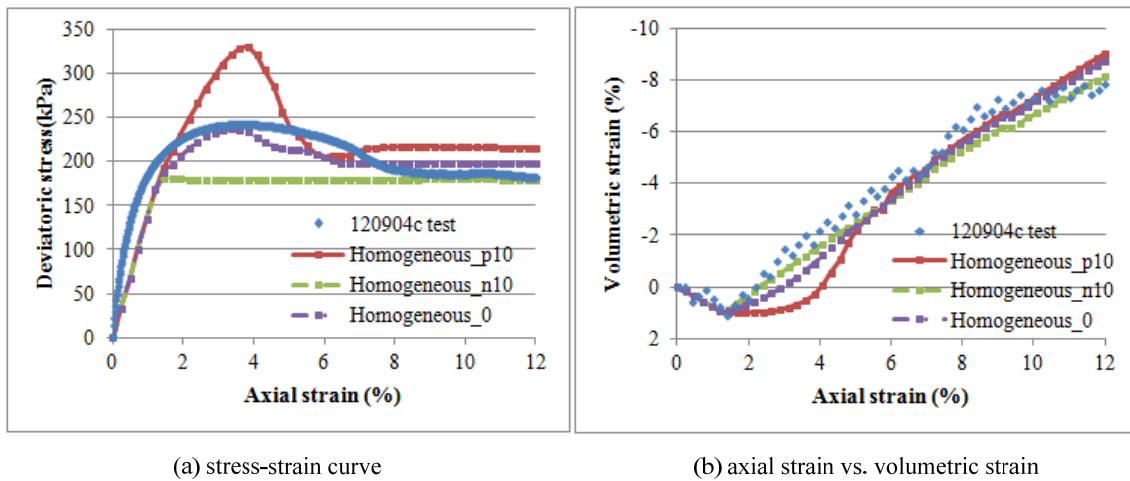 350
300
250
200
150
100
50
0
Deviatoric stress(kPa)
120904c test
Homogeneous_p10
Homogeneous_n10
Homogeneous_0
0 2 4 6 8 10 12
Axial strain (%)
(a) stress-strain curve
-10
-8
-6
-4
-2
0
2
Volumetric strain (%)
120904c test
Homogeneous_p10
Homogeneous_n10
Homogeneous_0
0 2 4 6 8 10 12
Axial strain (%)
(b) axial strain vs. volumetric strain